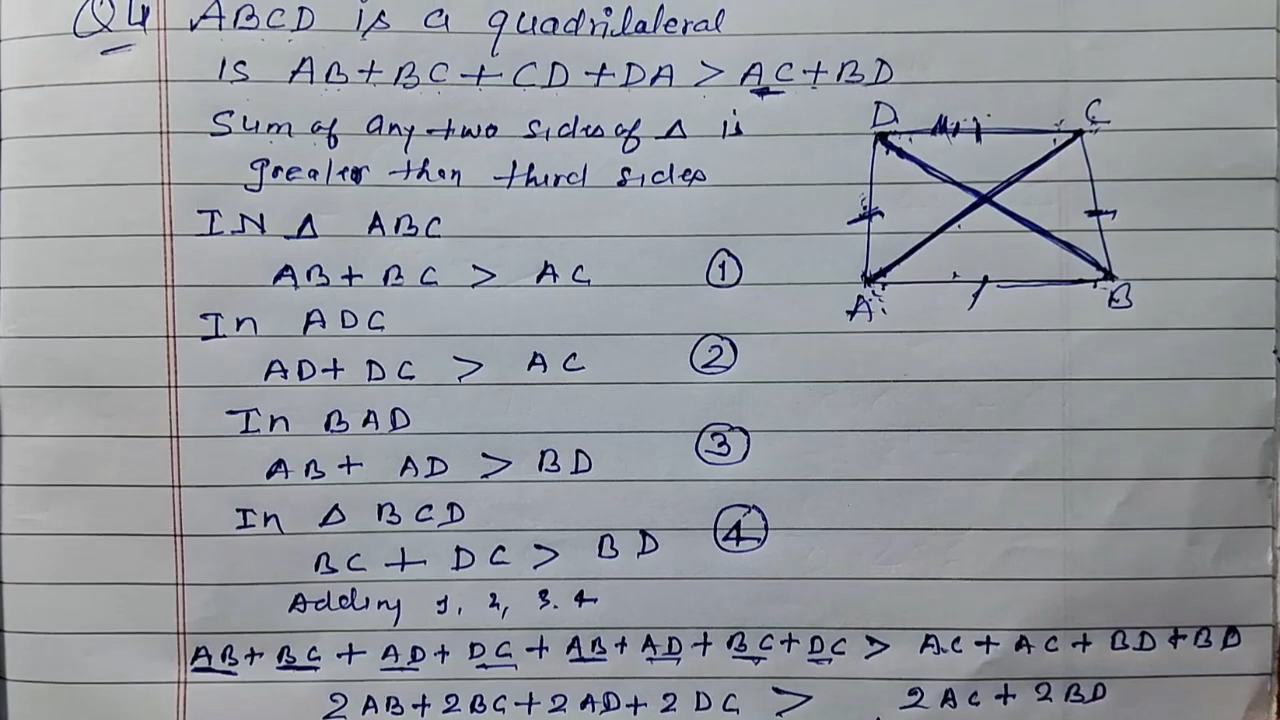 Q4 ABCD is a quadrilateral
IS AB+BC+CD+DA > AC+BD
Sum of any two sides of Δ is
greater than third sides
D C
A B
IN Δ ABC
AB+BC > AC ①
In ADC
AD+DC > AC ②
In BAD
AB+ AD > BD ③
In Δ BCD
BC + DC > BD ④
Adding 1, 2, 3. 4
AB+BC+AD+DC+AB+AD+BC+DC > AC+AC+BD+BD
2AB+2BC+2AD+2DC > 2AC+2BD